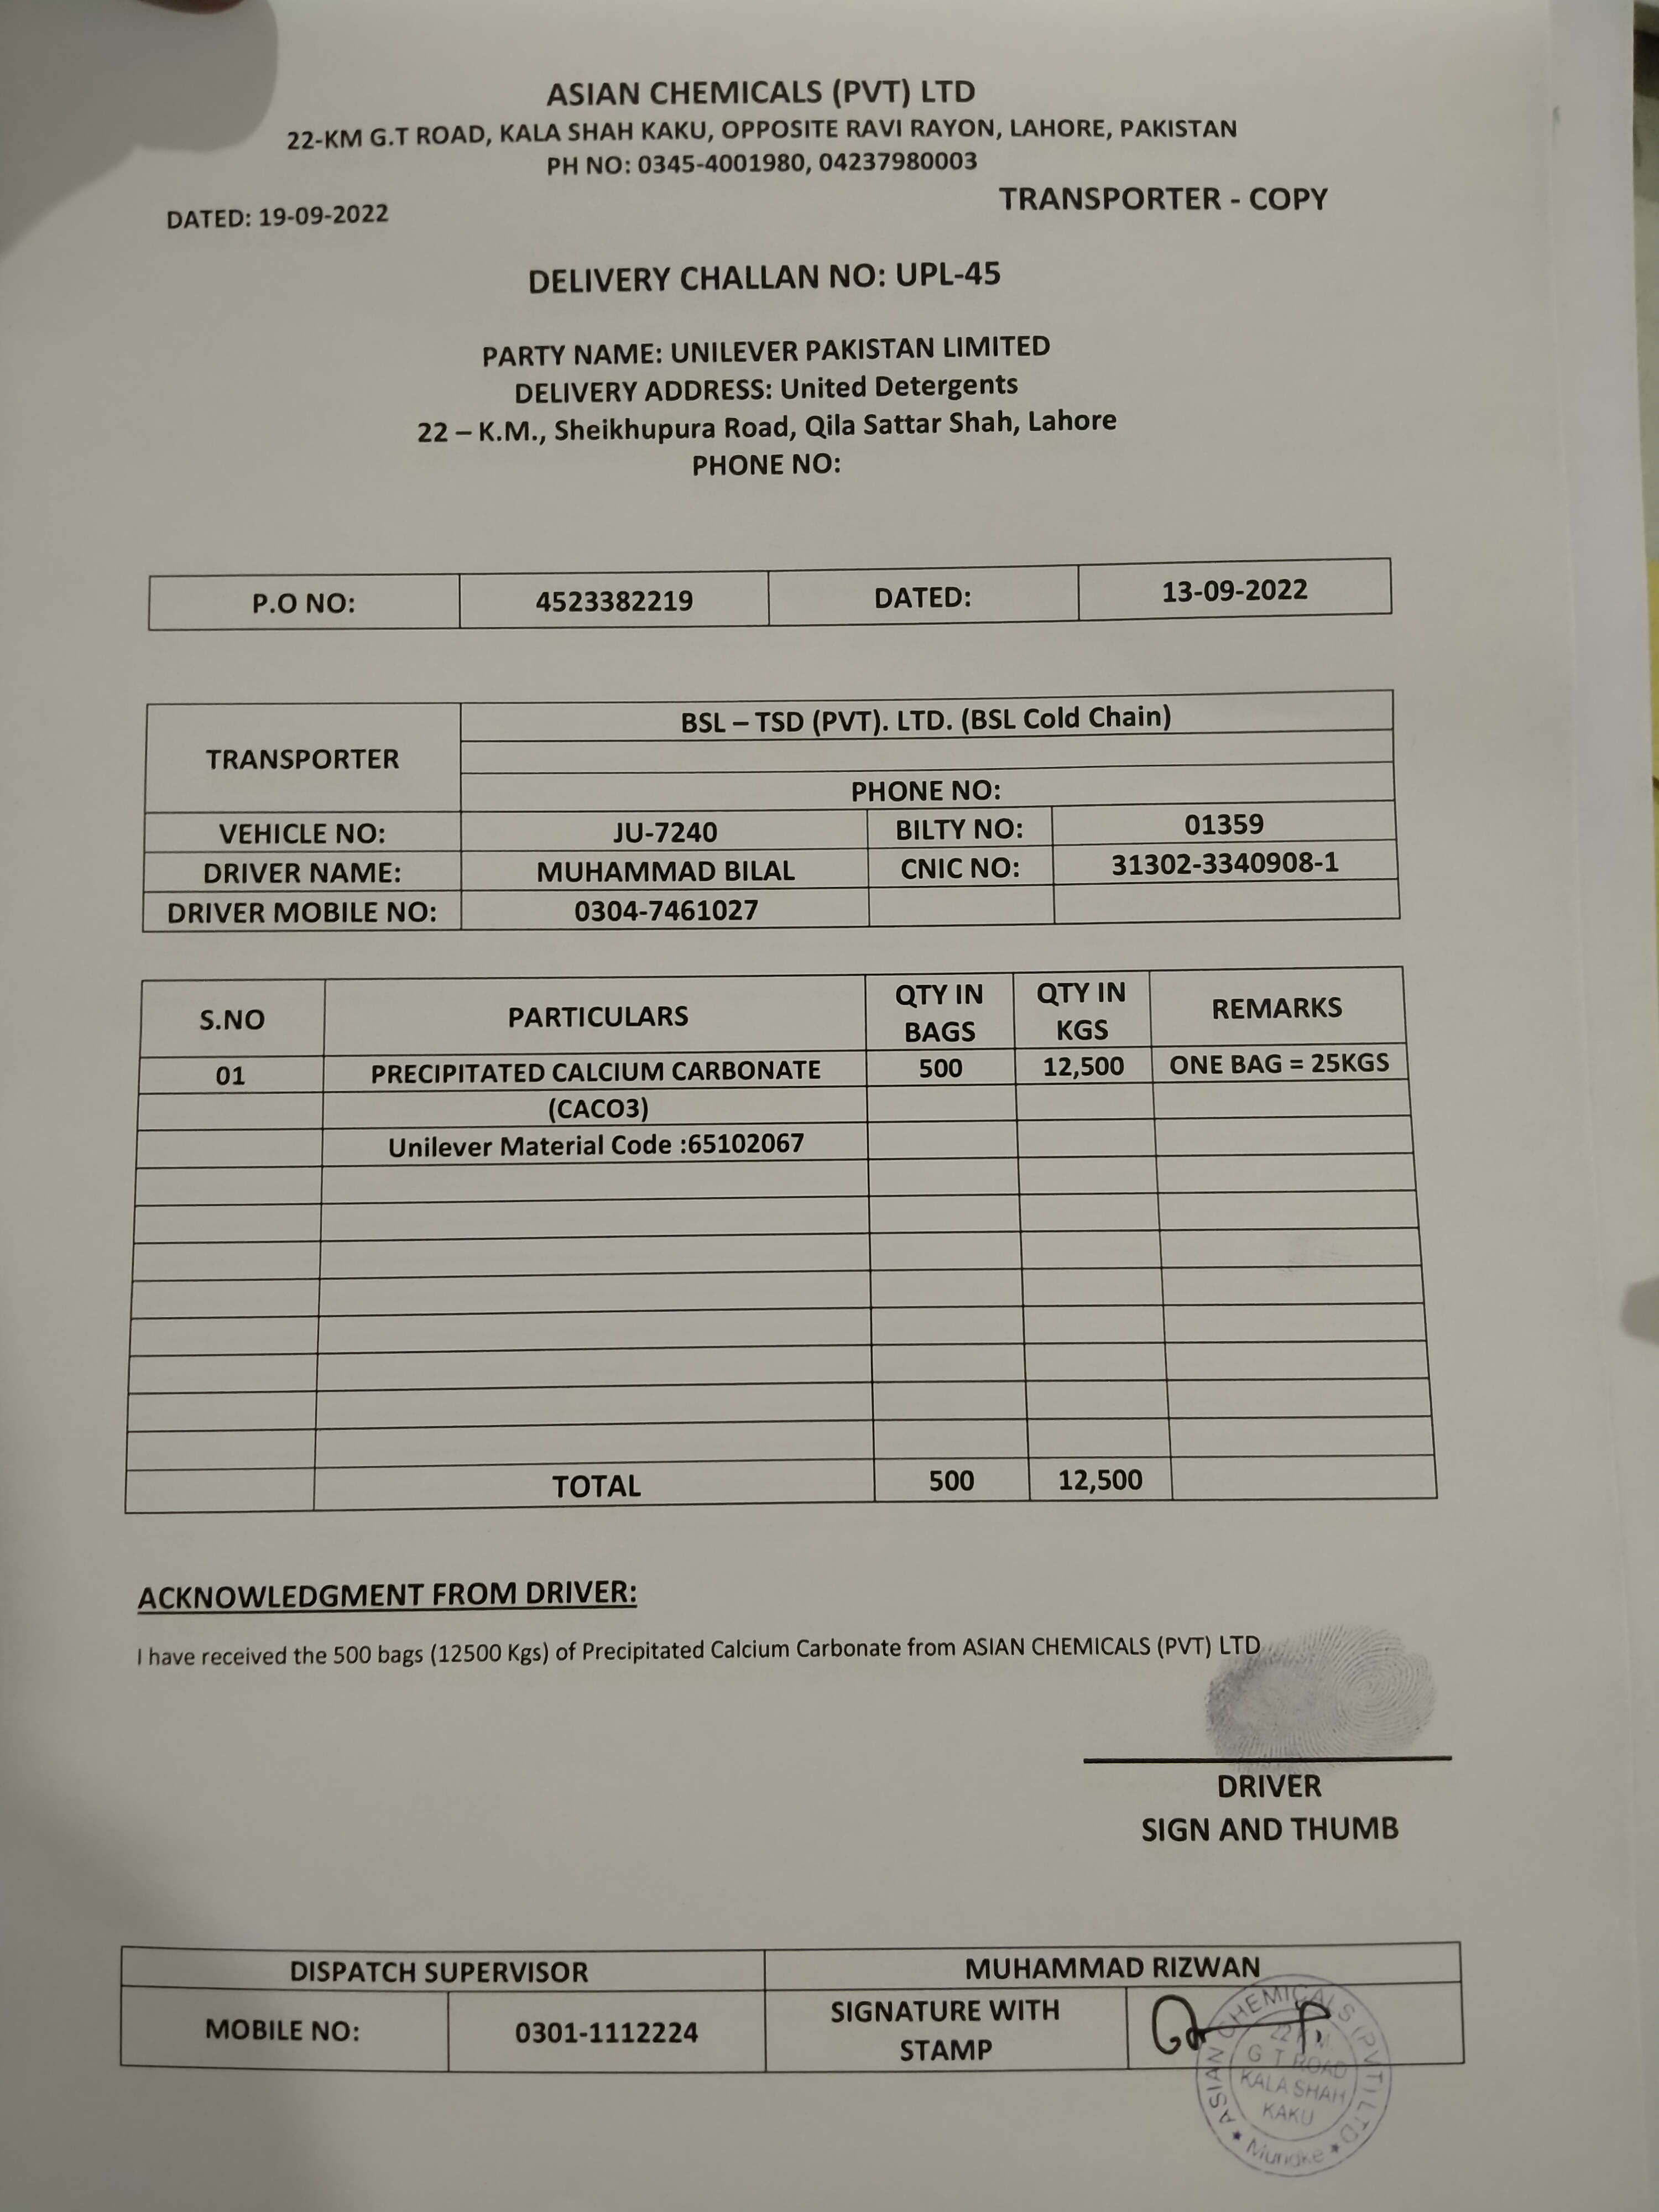 ASIAN CHEMICALS (PVT) LTD
22-KM G.T ROAD, KALA SHAH KAKU, OPPOSITE RAVI RAYON, LAHORE, PAKISTAN
PH NO: 0345-4001980, 04237980003
TRANSPORTER - COPY
DATED: 19-09-2022
DELIVERY CHALLAN NO: UPL-45
PARTY NAME: UNILEVER PAKISTAN LIMITED
DELIVERY ADDRESS: United Detergents
22 – K.M., Sheikhupura Road, Qila Sattar Shah, Lahore
PHONE NO:
P.O NO: 4523382219 DATED: 13-09-2022
TRANSPORTER BSL – TSD (PVT). LTD. (BSL Cold Chain)
PHONE NO:
VEHICLE NO: JU-7240 BILTY NO: 01359
DRIVER NAME: MUHAMMAD BILAL CNIC NO: 31302-3340908-1
DRIVER MOBILE NO: 0304-7461027
S.NO PARTICULARS QTY IN BAGS QTY IN KGS REMARKS
01 PRECIPITATED CALCIUM CARBONATE 500 12,500 ONE BAG = 25KGS
(CACO3)
Unilever Material Code :65102067
TOTAL 500 12,500
ACKNOWLEDGMENT FROM DRIVER:
I have received the 500 bags (12500 Kgs) of Precipitated Calcium Carbonate from ASIAN CHEMICALS (PVT) LTD
DRIVER
SIGN AND THUMB
DISPATCH SUPERVISOR MUHAMMAD RIZWAN
MOBILE NO: 0301-1112224 SIGNATURE WITH STAMP
ASIAN CHEMICALS (PVT) LTD
22 K.M.
G T ROAD
KALA SHAH
KAKU
Muridke